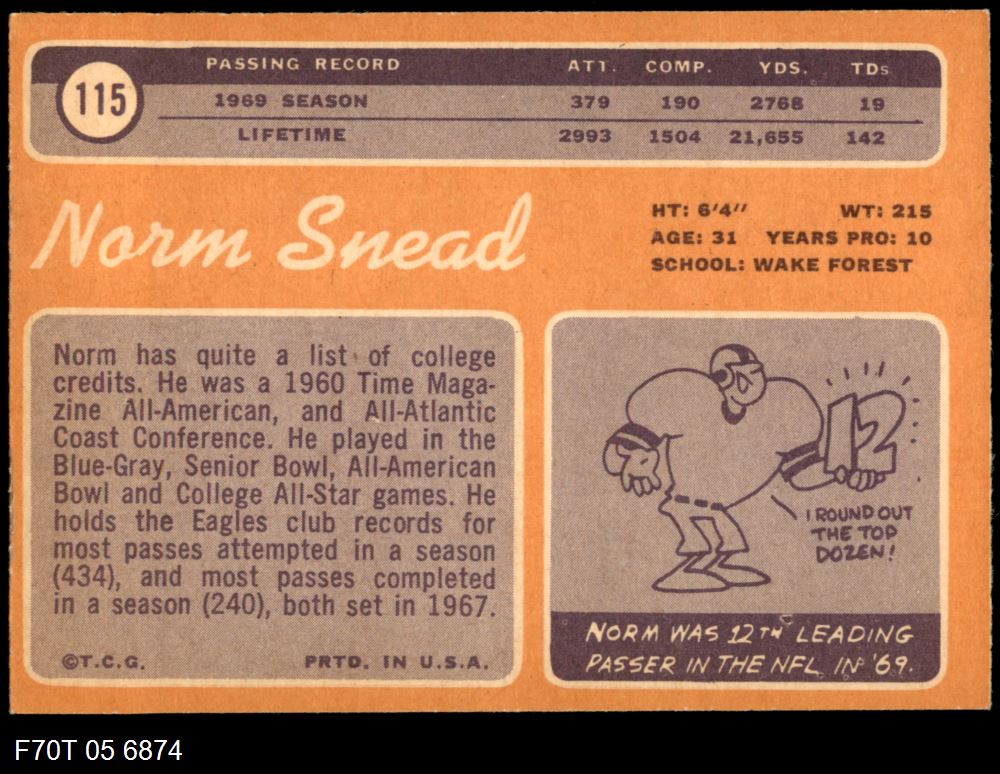 115
PASSING RECORD ATT. COMP. YDS. TDs
1969 SEASON 379 190 2768 19
LIFETIME 2993 1504 21,655 142
Norm Snead
HT: 6'4" WT: 215
AGE: 31 YEARS PRO: 10
SCHOOL: WAKE FOREST
Norm has quite a list of college
credits. He was a 1960 Time Maga-
zine All-American, and All-Atlantic
Coast Conference. He played in the
Blue-Gray, Senior Bowl, All-American
Bowl and College All-Star games. He
holds the Eagles club records for
most passes attempted in a season
(434), and most passes completed
in a season (240), both set in 1967.
©T.C.G. PRTD. IN U.S.A.
12
I ROUND OUT
THE TOP
DOZEN!
NORM WAS 12TH LEADING
PASSER IN THE NFL IN '69.
F70T 05 6874